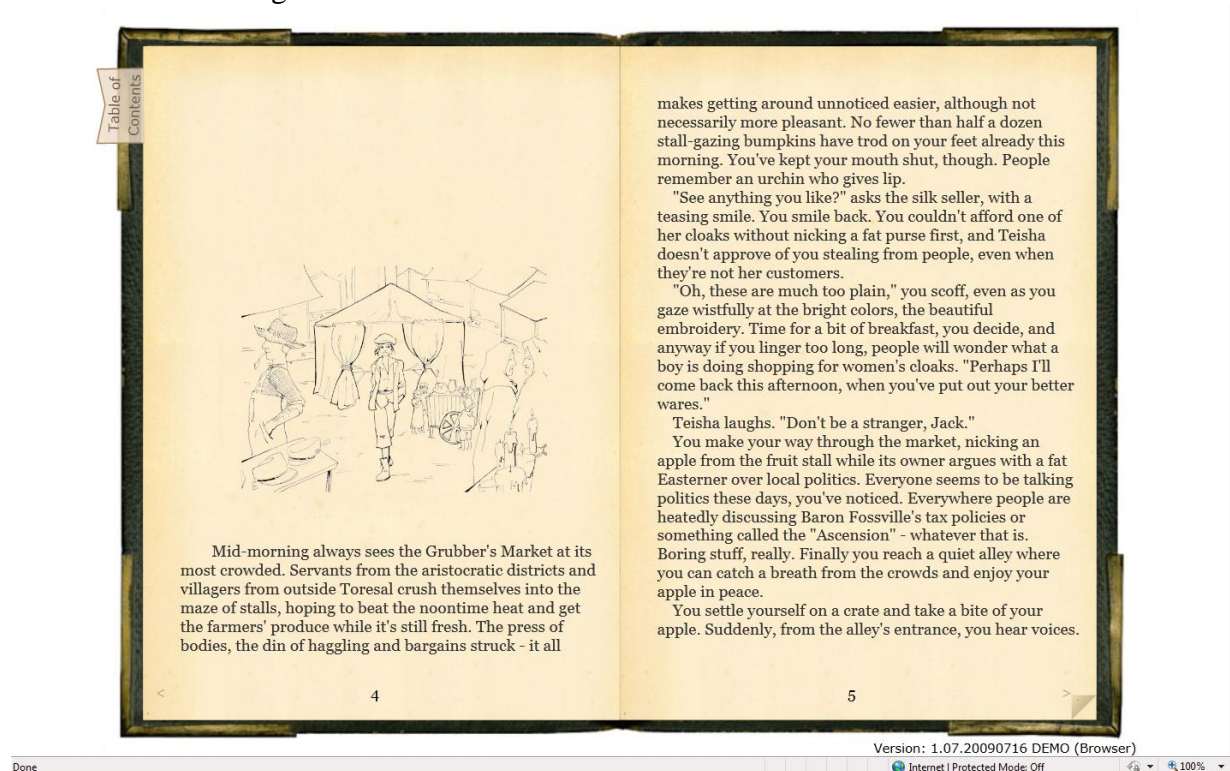 Table of
Contents
Mid-morning always sees the Grubber's Market at its
most crowded. Servants from the aristocratic districts and
villagers from outside Toresal crush themselves into the
maze of stalls, hoping to beat the noontime heat and get
the farmers' produce while it's still fresh. The press of
bodies, the din of haggling and bargains struck - it all
<
4
makes getting around unnoticed easier, although not
necessarily more pleasant. No fewer than half a dozen
stall-gazing bumpkins have trod on your feet already this
morning. You've kept your mouth shut, though. People
remember an urchin who gives lip.
"See anything you like?" asks the silk seller, with a
teasing smile. You smile back. You couldn't afford one of
her cloaks without nicking a fat purse first, and Teisha
doesn't approve of you stealing from people, even when
they're not her customers.
"Oh, these are much too plain," you scoff, even as you
gaze wistfully at the bright colors, the beautiful
embroidery. Time for a bit of breakfast, you decide, and
anyway if you linger too long, people will wonder what a
boy is doing shopping for women's cloaks. "Perhaps I'll
come back this afternoon, when you've put out your better
wares."
Teisha laughs. "Don't be a stranger, Jack."
You make your way through the market, nicking an
apple from the fruit stall while its owner argues with a fat
Easterner over local politics. Everyone seems to be talking
politics these days, you've noticed. Everywhere people are
heatedly discussing Baron Fossville's tax policies or
something called the "Ascension" - whatever that is.
Boring stuff, really. Finally you reach a quiet alley where
you can catch a breath from the crowds and enjoy your
apple in peace.
You settle yourself on a crate and take a bite of your
apple. Suddenly, from the alley's entrance, you hear voices.
5
>
Version: 1.07.20090716 DEMO (Browser)
Done
Internet | Protected Mode: Off
100%